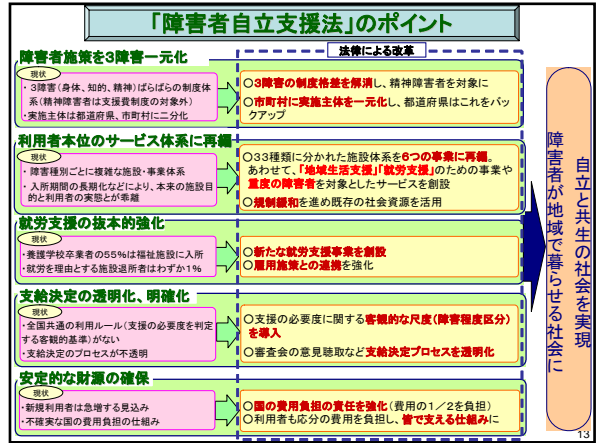 「障害者自立支援法」のポイント
法律による改革
障害者施策を3障害一元化
現状
・3障害(身体、知的、精神)ばらばらの制度体
系(精神障害者は支援費制度の対象外)
・実施主体は都道府県、市町村に二分化
○3障害の制度格差を解消し、精神障害者を対象に
○市町村に実施主体を一元化し、都道府県はこれをバッ
クアップ
利用者本位のサービス体系に再編
現状
・障害種別ごとに複雑な施設・事業体系
・入所期間の長期化などにより、本来の施設目
的と利用者の実態とが乖離
○33種類に分かれた施設体系を6つの事業に再編。
あわせて、「地域生活支援」「就労支援」のための事業や
重度の障害者を対象としたサービスを創設
○規制緩和を進め既存の社会資源を活用
就労支援の抜本的強化
現状
・養護学校卒業者の55%は福祉施設に入所
・就労を理由とする施設退所者はわずか1%
○新たな就労支援事業を創設
○雇用施策との連携を強化
支給決定の透明化、明確化
現状
・全国共通の利用ルール(支援の必要度を判定
する客観的基準)がない
・支給決定のプロセスが不透明
○支援の必要度に関する客観的な尺度(障害程度区分)
を導入
○審査会の意見聴取など支給決定プロセスを透明化
安定的な財源の確保
現状
・新規利用者は急増する見込み
・不確実な国の費用負担の仕組み
○国の費用負担の責任を強化(費用の1/2を負担)
○利用者も応分の費用を負担し、皆で支える仕組みに
障害者が地域で暮らせる社会に
自立と共生の社会を実現
13